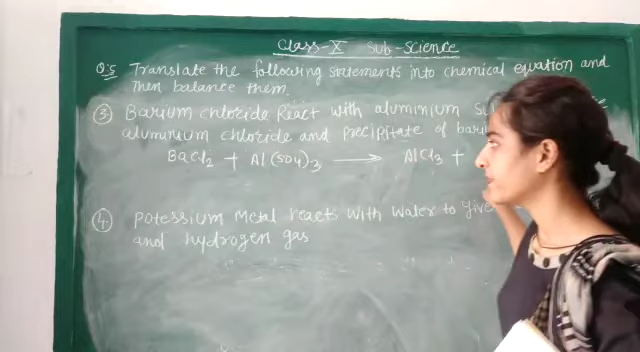 Class-X Sub-Science
Q.5 Translate the following statements into chemical equation and
Then balance them.
③ Barium chloride React with aluminium
aluminium chloride and precipitate of
BaCl2 + Al(SO4)3 → AlCl3 +
④ Potessium Metal reacts with water to give
and hydrogen gas